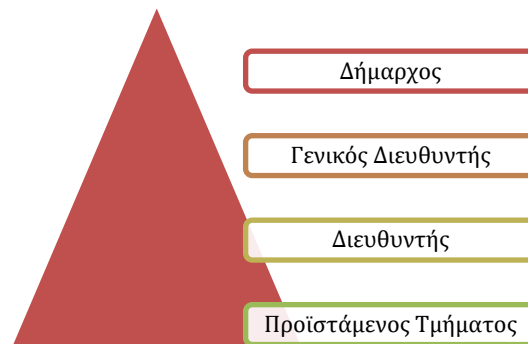 Δήμαρχος
Γενικός Διευθυντής
Διευθυντής
Προϊστάμενος Τμήματος